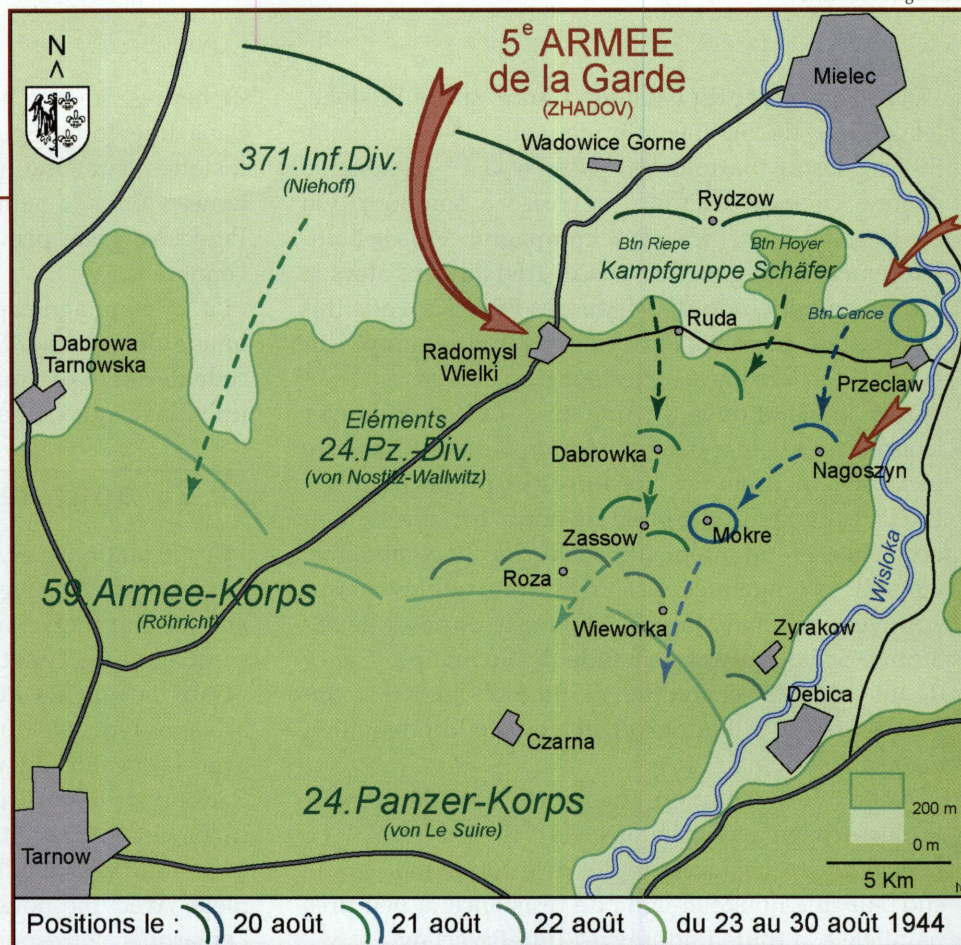 N
5e ARMEE
de la Garde
(ZHADOV)
Mielec
371.Inf.Div.
(Niehoff)
Wadowice Gorne
Rydzow
Btn Riepe
Btn Hoyer
Kampfgruppe Schäfer
Btn Cance
Ruda
Dabrowa
Tarnowska
Radomysl
Wielki
Przeclaw
Eléments
24.Pz.-Div.
(von Nostitz-Wallwitz)
Dabrowka
Nagoszyn
Zassow
Mokre
Roza
59.Armee-Korps
(Röhricht)
Wisloka
Wieworka
Zyrakow
Debica
Czarna
24.Panzer-Korps
(von Le Suire)
Tarnow
200 m
0 m
5 Km
Positions le : 20 août 21 août 22 août du 23 au 30 août 1944